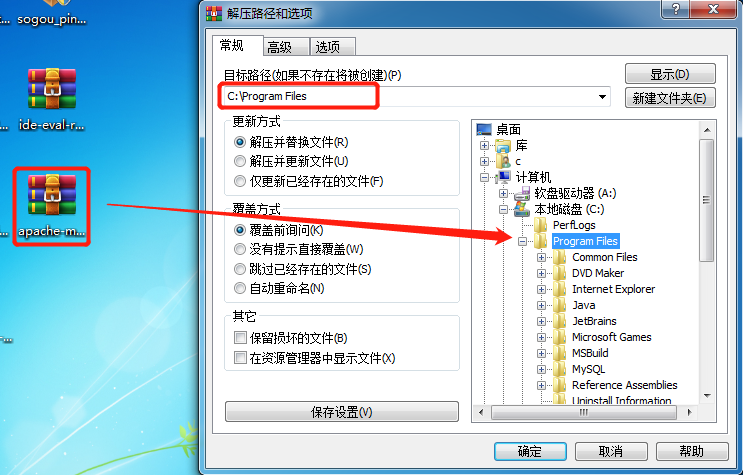 sogou_pin...
ide-eval-r...
apache-m...
解压路径和选项
常规
高级
选项
目标路径(如果不存在将被创建)(P)
C:\Program Files
显示(D)
新建文件夹(E)
更新方式
解压并替换文件(R)
解压并更新文件(U)
仅更新已经存在的文件(F)
覆盖方式
覆盖前询问(K)
没有提示直接覆盖(W)
跳过已经存在的文件(S)
自动重命名(N)
其它
保留损坏的文件(B)
在资源管理器中显示文件(X)
保存设置(V)
桌面
库
c
计算机
软盘驱动器 (A:)
本地磁盘 (C:)
PerfLogs
Program Files
Common Files
DVD Maker
Internet Explorer
Java
JetBrains
Microsoft Games
MSBuild
MySQL
Reference Assemblies
Uninstall Information
确定
取消
帮助